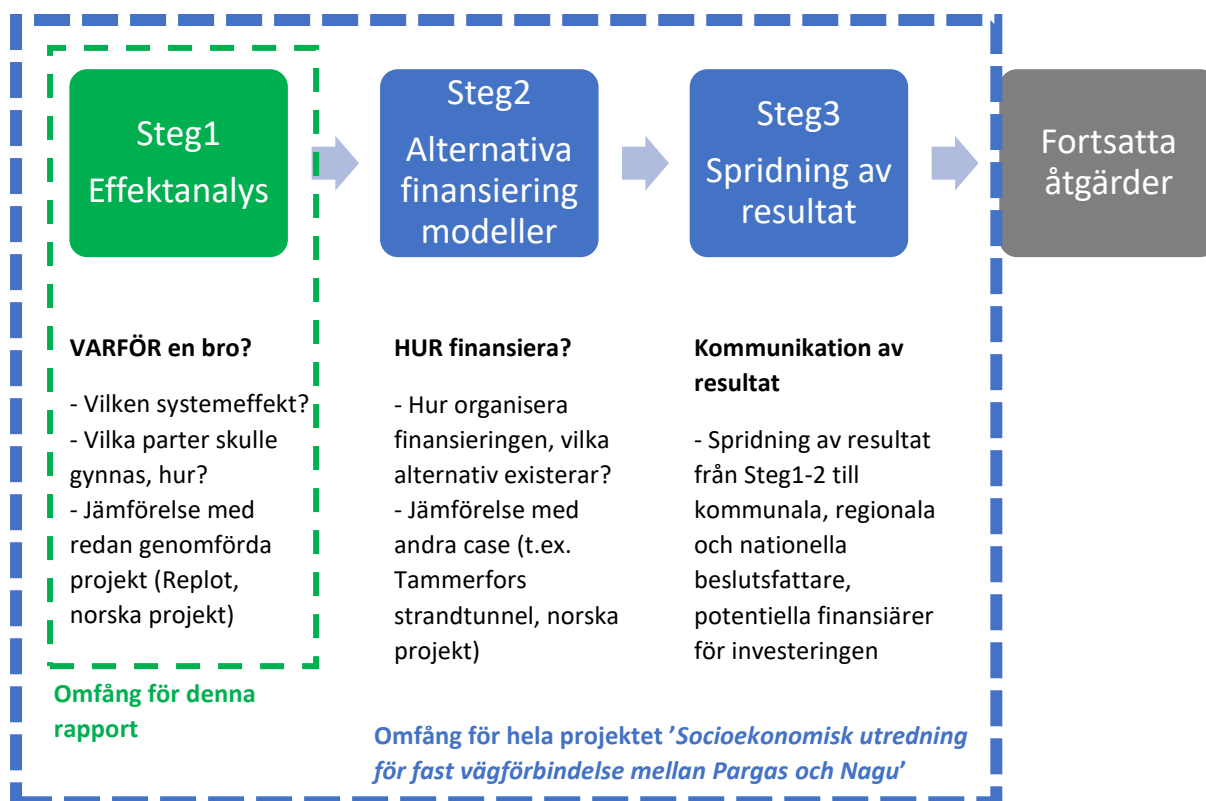 Steg1
Effektanalys
Steg2
Alternativa
finansiering
modeller
Steg3
Spridning av
resultat
Fortsatta
åtgärder
VARFÖR en bro?
- Vilken systemeffekt?
- Vilka parter skulle
gynnas, hur?
- Jämförelse med
redan genomförda
projekt (Replot,
norska projekt)
HUR finansiera?
- Hur organisera
finansieringen, vilka
alternativ existerar?
- Jämförelse med
andra case (t.ex.
Tammerfors
strandtunnel, norska
projekt)
Kommunikation av
resultat
- Spridning av resultat
från Steg1-2 till
kommunala, regionala
och nationella
beslutsfattare,
potentiella finansiärer
för investeringen
Omfång för denna
rapport
Omfång för hela projektet ’Socioekonomisk utredning
för fast vägförbindelse mellan Pargas och Nagu’